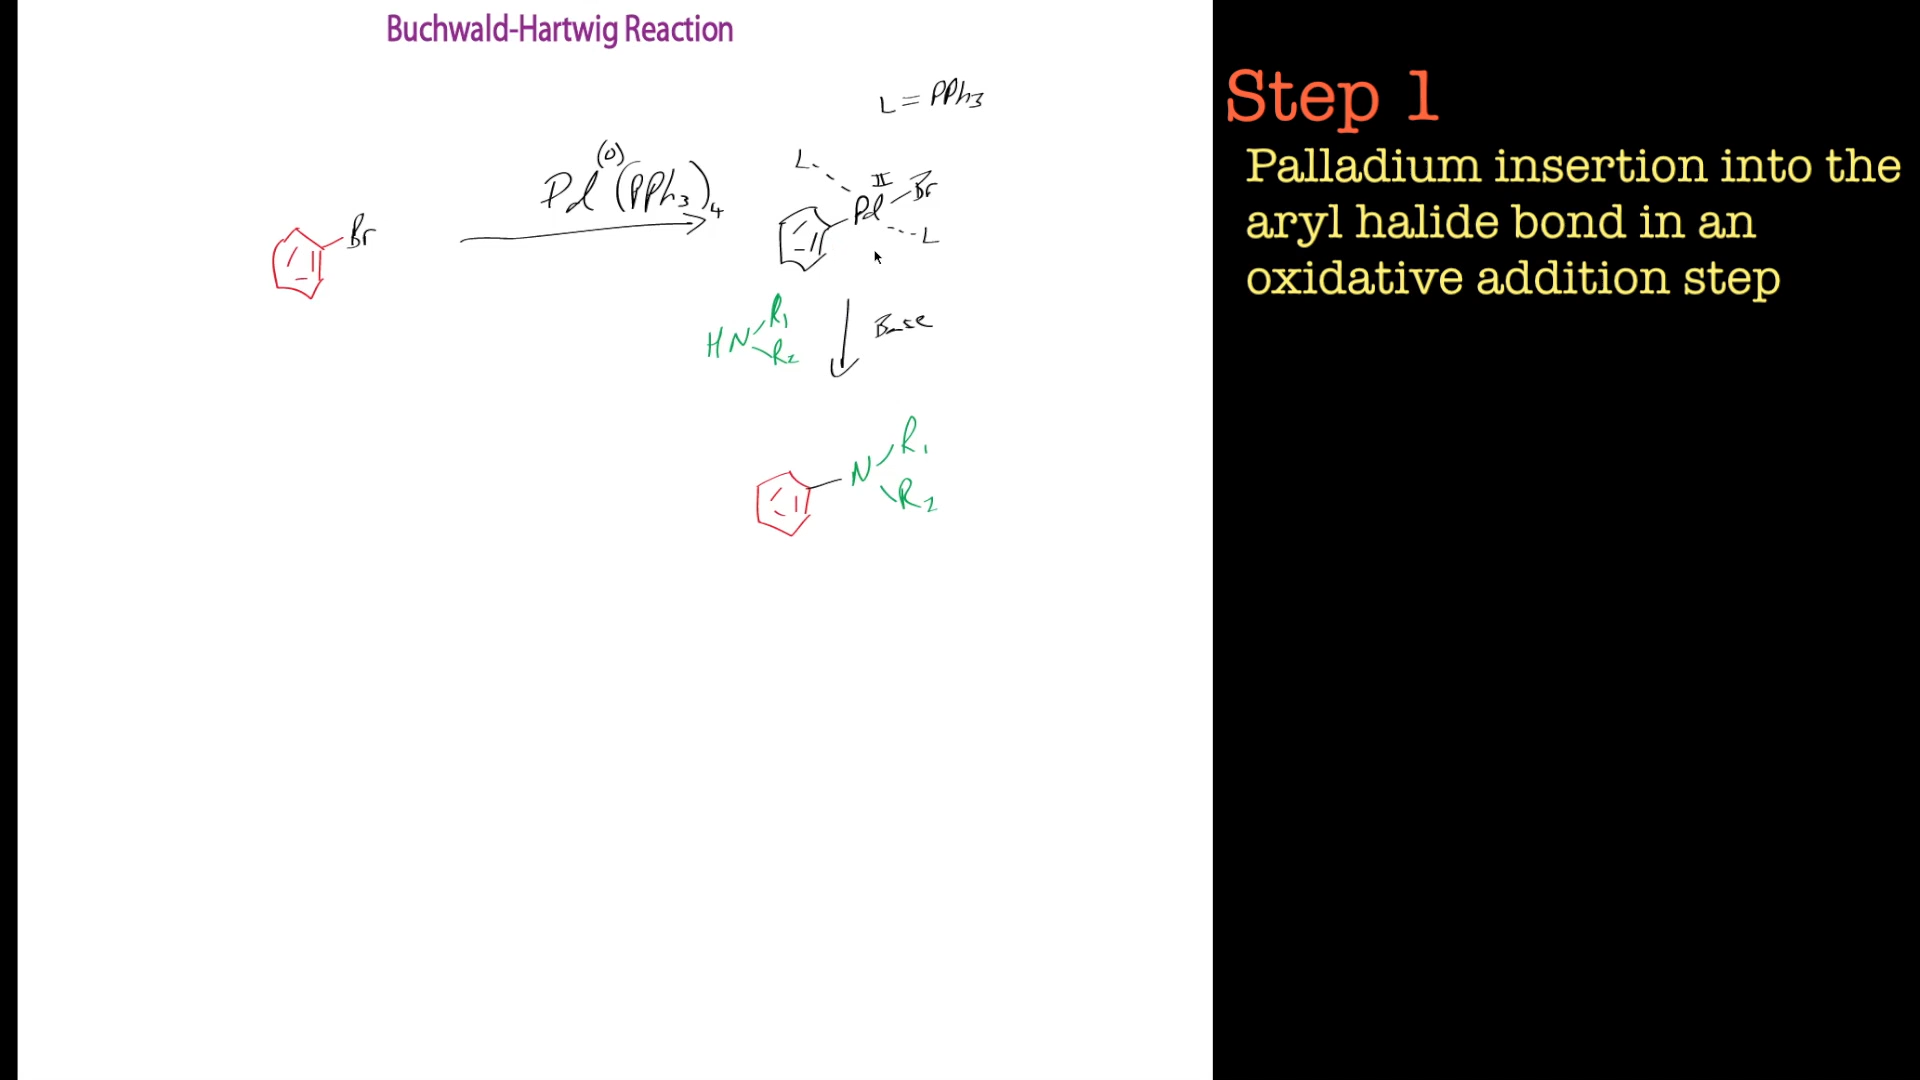 Buchwald-Hartwig Reaction
L = PPh3
Step 1
Palladium insertion into the
aryl halide bond in an
oxidative addition step
(0)
Pd (PPh3)4
L
II
Pd
Br
L
Br
HN
R1
R2
Base
N
R1
R2